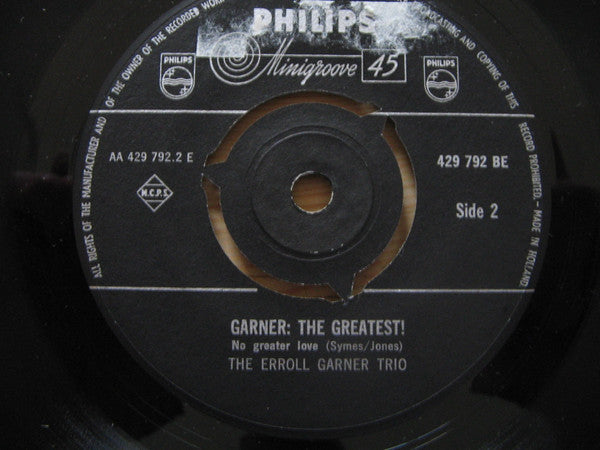 PHILIPS
PHILIPS
Minigroove 45
PHILIPS
AA 429 792.2 E
429 792 BE
M.C.P.S.
Side 2
GARNER: THE GREATEST!
No greater love (Symes/Jones)
THE ERROLL GARNER TRIO
ALL RIGHTS OF THE MANUFACTURER AND OF THE OWNER OF THE RECORDED WORK
COPYING OF THIS RECORD PROHIBITED - MADE IN HOLLAND